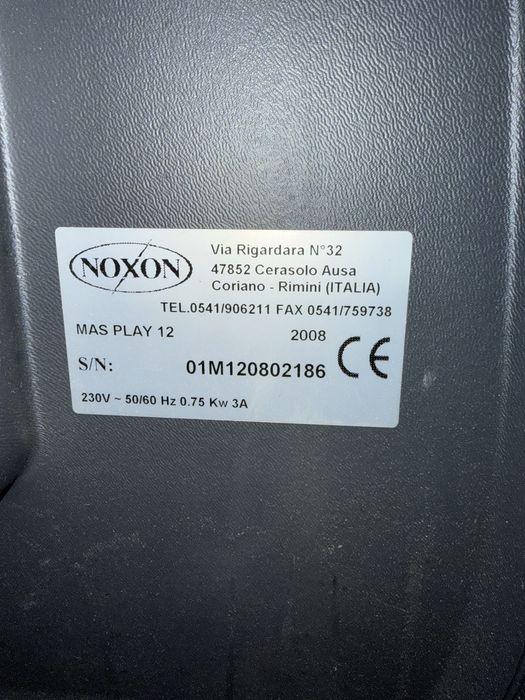 NOXON
Via Rigardara N°32
47852 Cerasolo Ausa
Coriano - Rimini (ITALIA)
TEL.0541/906211 FAX 0541/759738
MAS PLAY 12 2008
CE
S/N: 01M120802186
230V ~ 50/60 Hz 0.75 Kw 3A